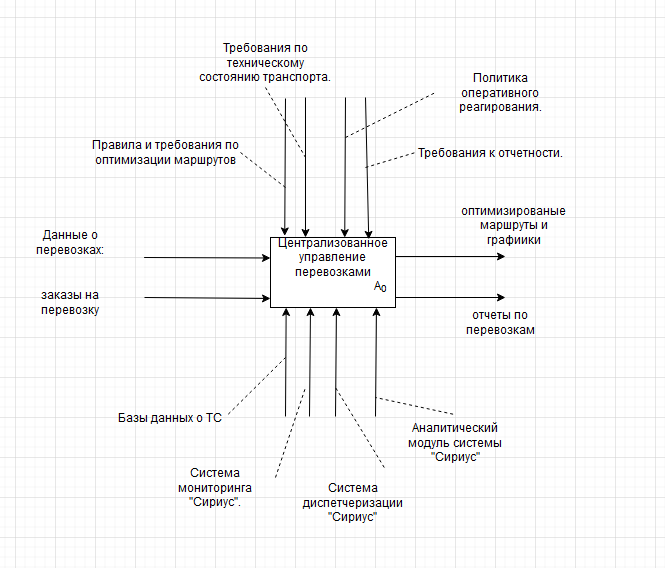 Требования по
техническому
состоянию транспорта.
Политика
оперативного
реагирования.
Правила и требования по
оптимизации маршрутов
Требования к отчетности.
Данные о
перевозках:
заказы на
перевозку
Централизованное
управление
перевозками
A0
оптимизированые
маршруты и
графиики
отчеты по
перевозкам
Базы данных о ТС
Система
мониторинга
"Сириус".
Система
диспетчеризации
"Сириус"
Аналитический
модуль системы
"Сириус"